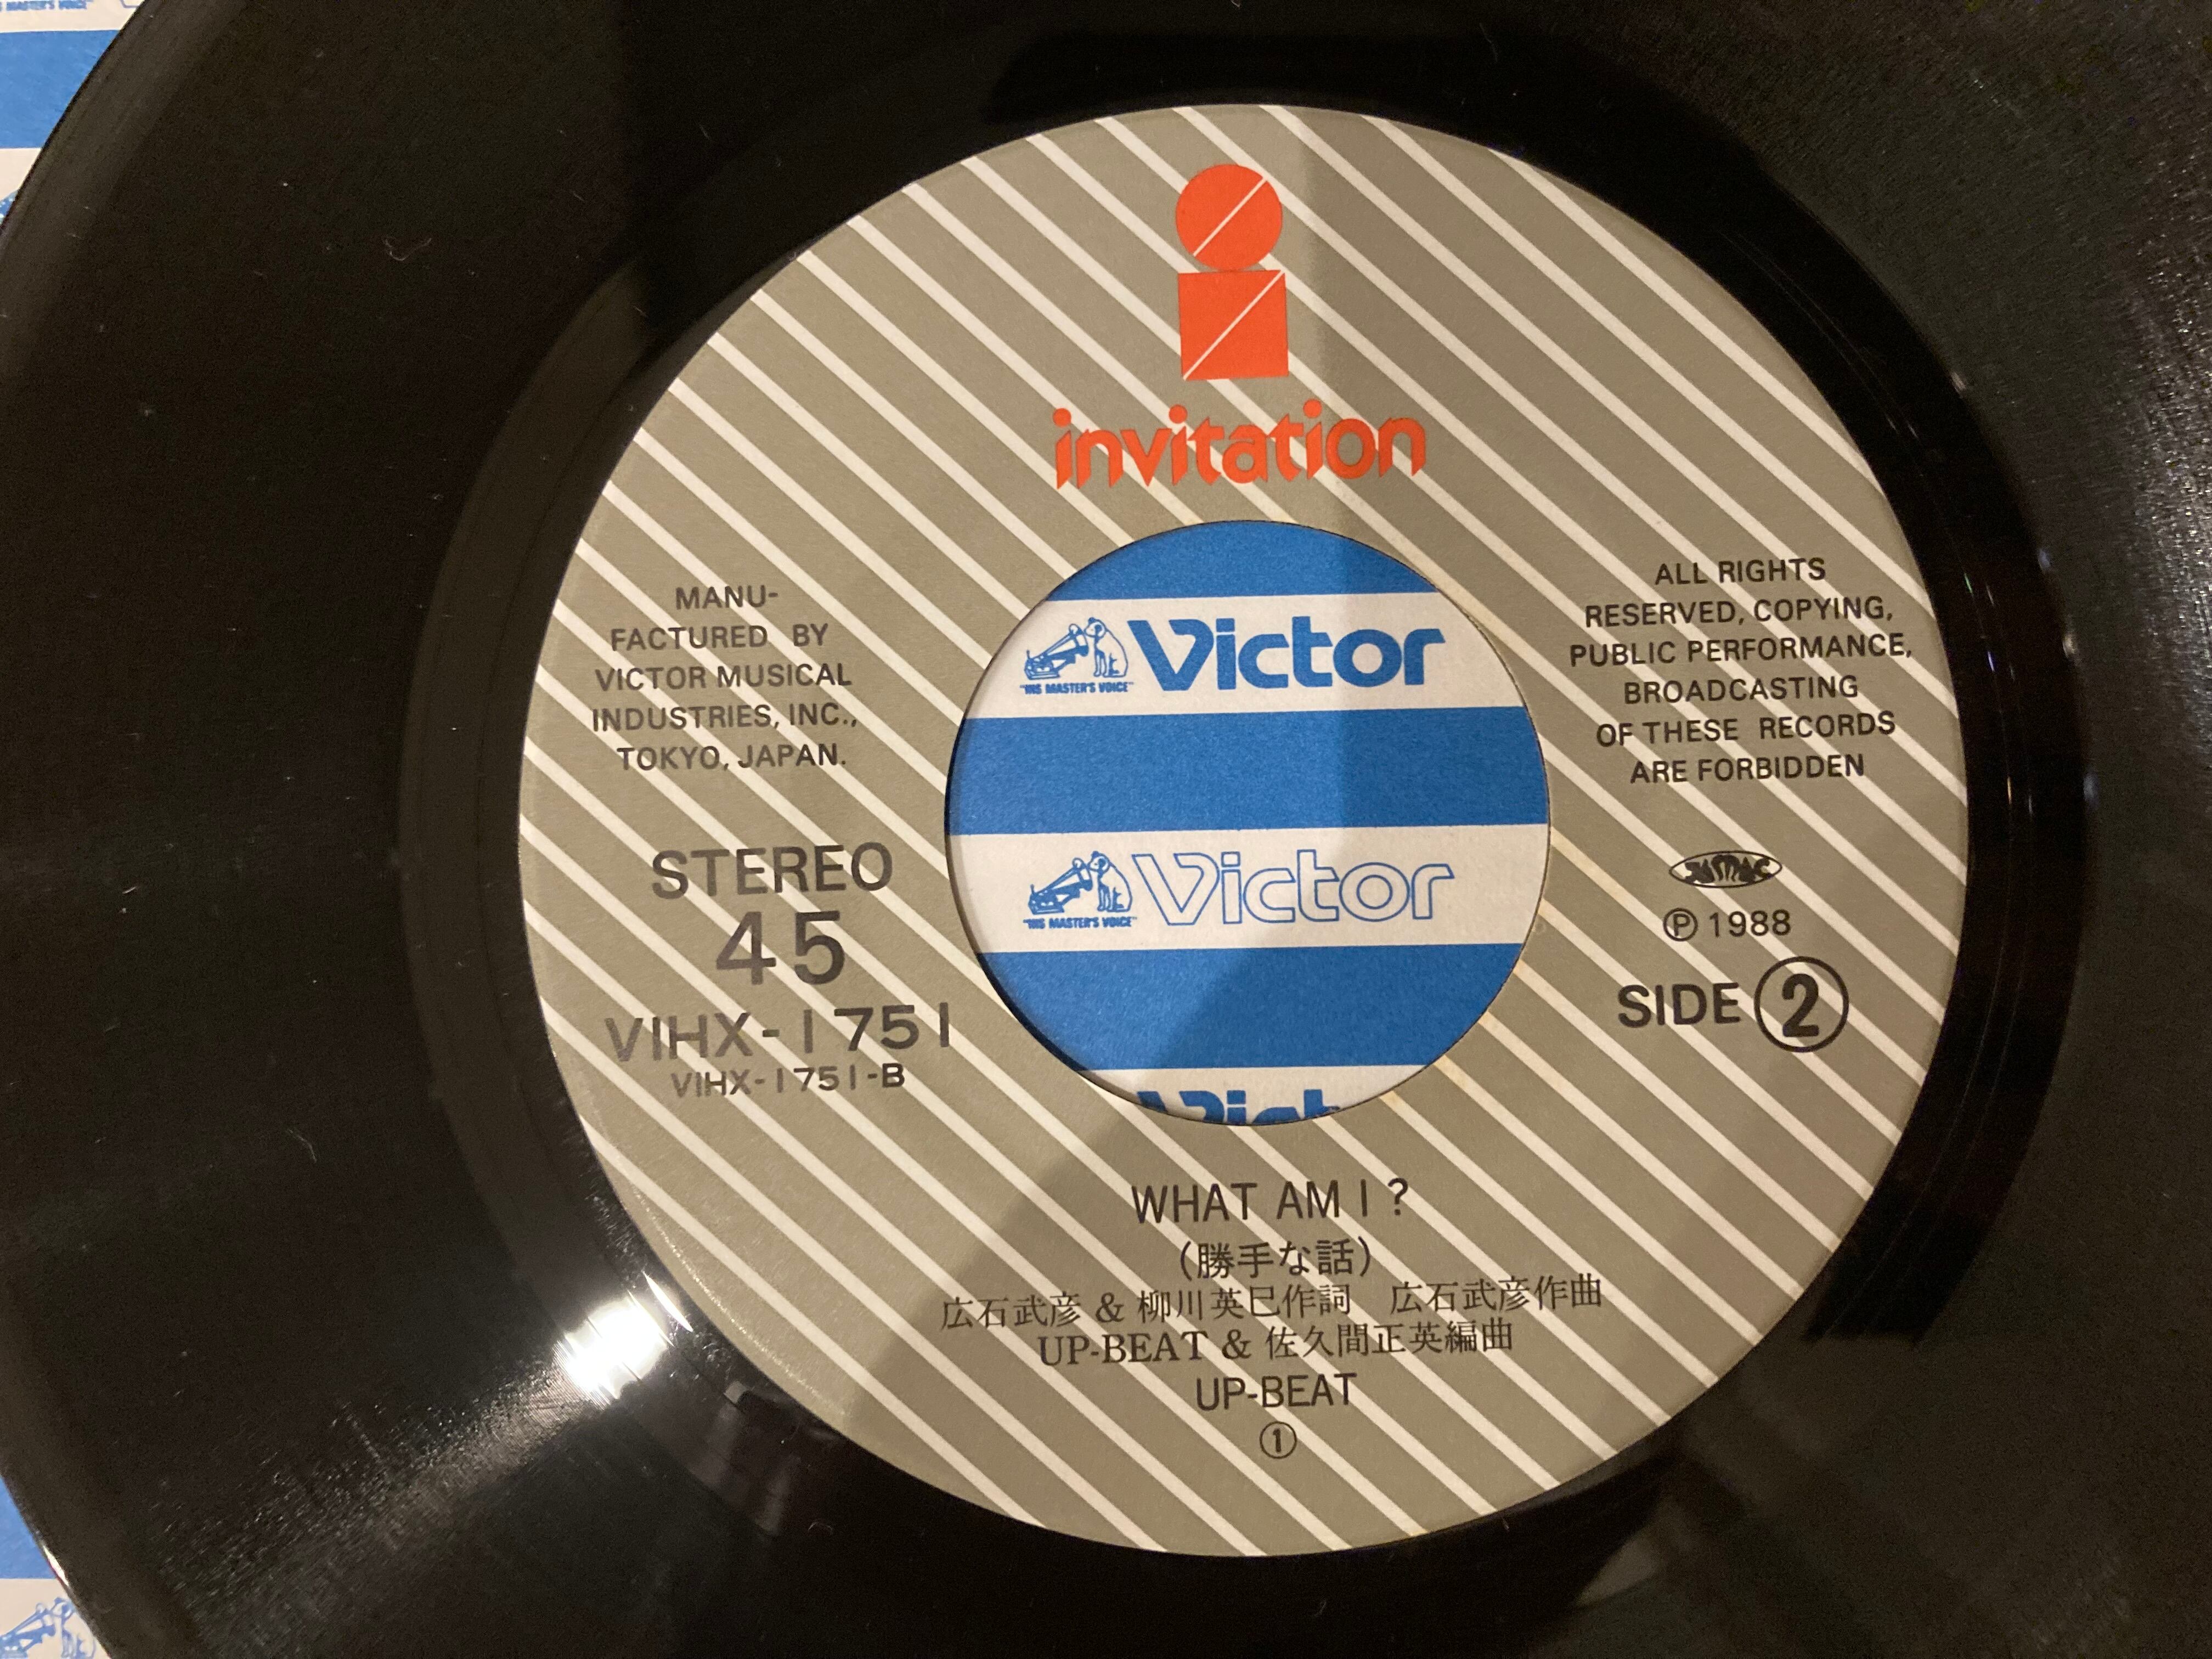 invitation
MANU-
FACTURED BY
VICTOR MUSICAL
INDUSTRIES, INC.,
TOKYO, JAPAN.
STEREO
45
VIHX-1751
VIHX-1751-B
"HIS MASTER'S VOICE" Victor
"HIS MASTER'S VOICE" Victor
Victor
ALL RIGHTS
RESERVED, COPYING,
PUBLIC PERFORMANCE,
BROADCASTING
OF THESE RECORDS
ARE FORBIDDEN
JASRAC
Ⓟ 1988
SIDE ②
WHAT AM I ?
(勝手な話)
広石武彦 & 柳川英巳作詞 広石武彦作曲
UP-BEAT & 佐久間正英編曲
UP-BEAT
①